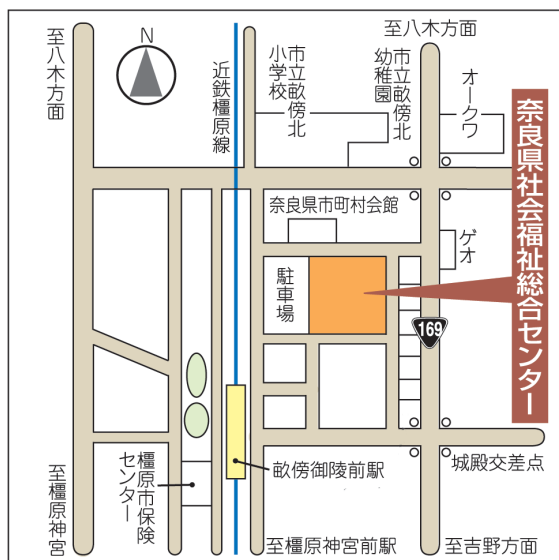 至八木方面
至八木方面
N
近鉄橿原線
市立畝傍北
小学校
市立畝傍北
幼稚園
オークワ
奈良県社会福祉総合センター
奈良県市町村会館
ゲオ
駐車場
169
橿原市保険
センター
畝傍御陵前駅
城殿交差点
至橿原神宮
至橿原神宮前駅
至吉野方面